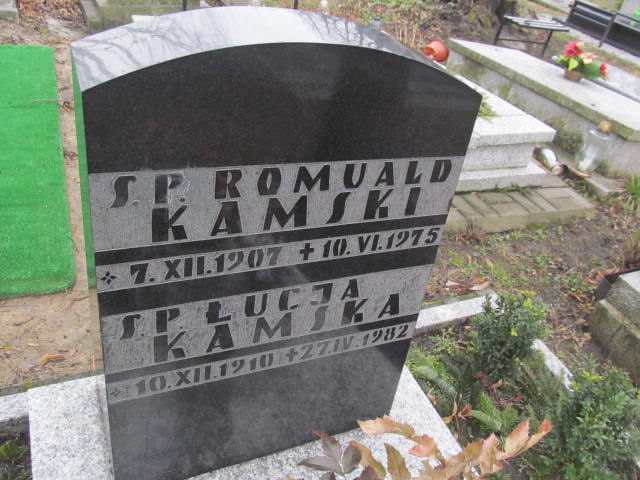 Ś.P. ROMUALD
KAMSKI
* 7.XII.1907 + 10.VI.1975
Ś.P. ŁUCJA
KAMSKA
* 10.XII.1910 + 27.IV.1982